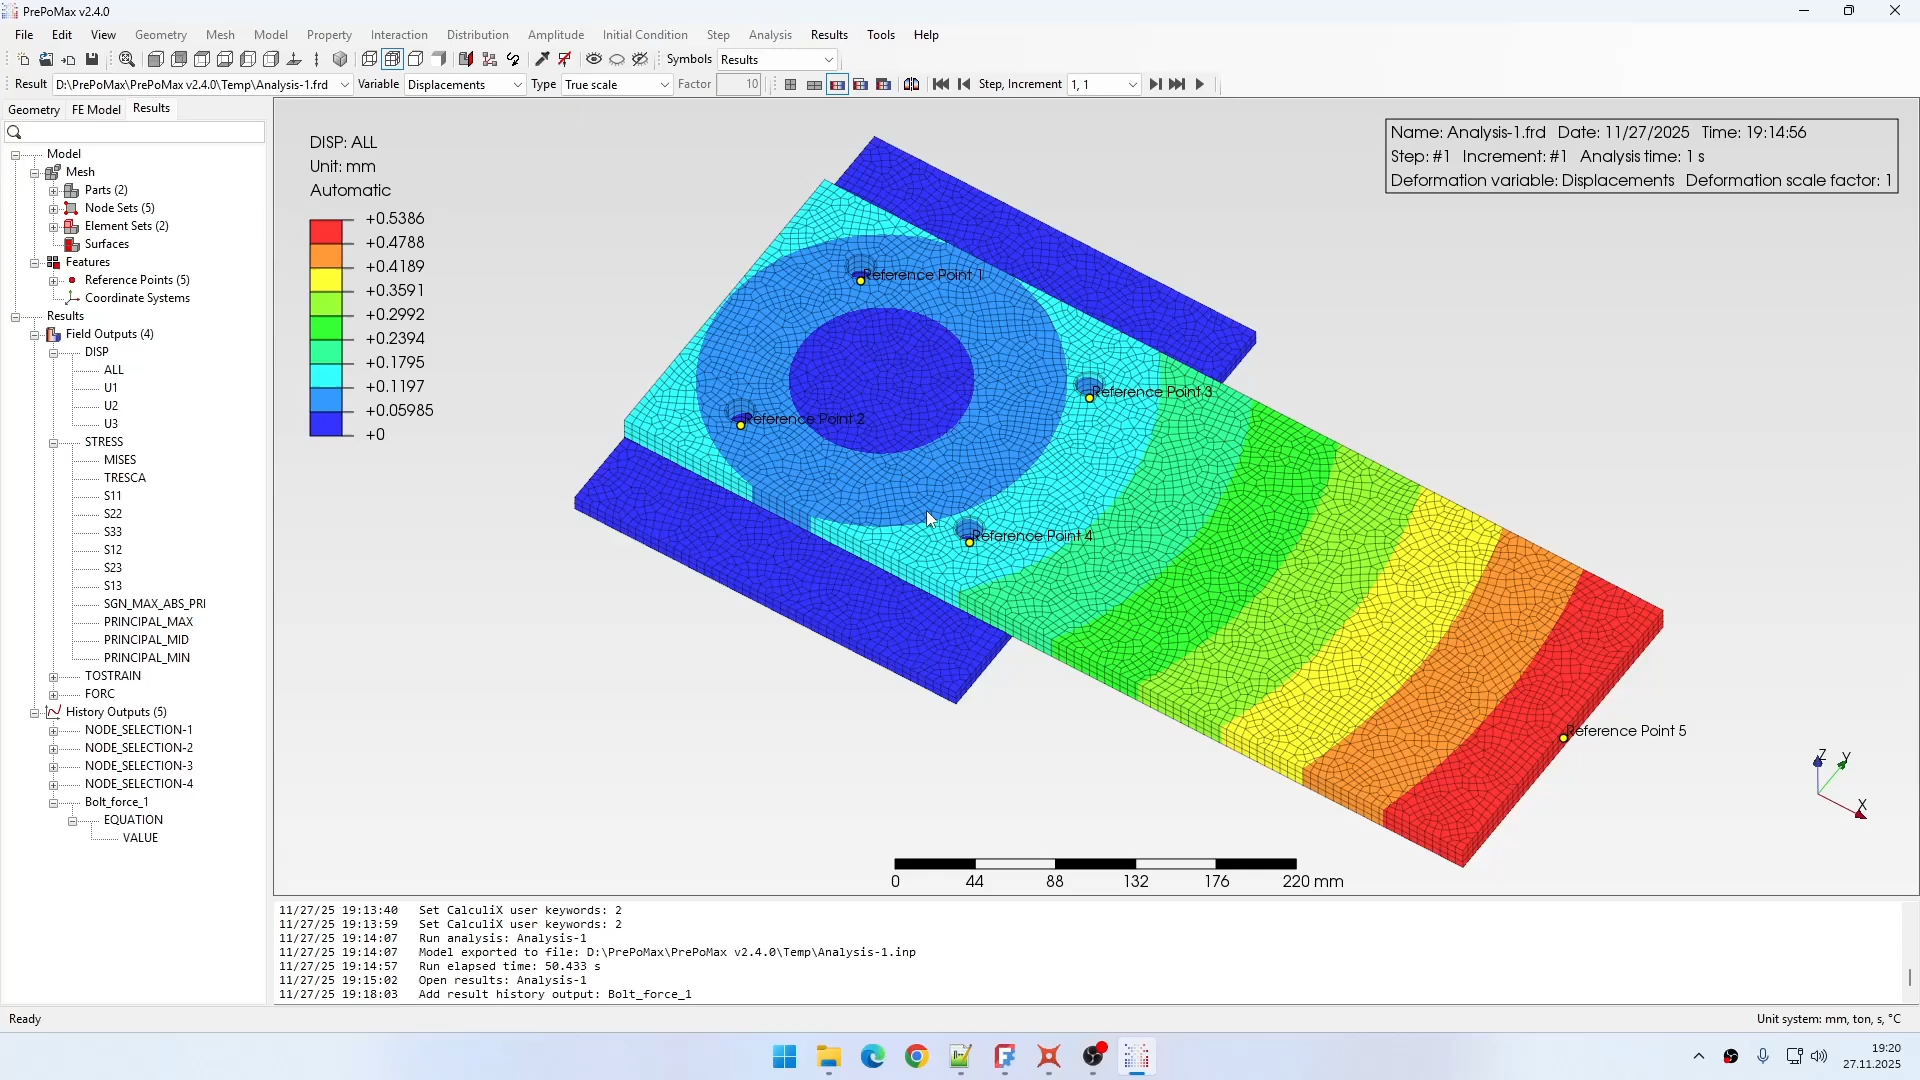 PrePoMax v2.4.0
File Edit View Geometry Mesh Model Property Interaction Distribution Amplitude Initial Condition Step Analysis Results Tools Help
Symbols Results
Result D:\PrePoMax\PrePoMax v2.4.0\Temp\Analysis-1.frd Variable Displacements Type True scale Factor 10 Step, Increment 1, 1
Geometry FE Model Results
Model
Mesh
Parts (2)
Node Sets (5)
Element Sets (2)
Surfaces
Features
Reference Points (5)
Coordinate Systems
Results
Field Outputs (4)
DISP
ALL
U1
U2
U3
STRESS
MISES
TRESCA
S11
S22
S33
S12
S23
S13
SGN_MAX_ABS_PRI
PRINCIPAL_MAX
PRINCIPAL_MID
PRINCIPAL_MIN
TOSTRAIN
FORC
History Outputs (5)
NODE_SELECTION-1
NODE_SELECTION-2
NODE_SELECTION-3
NODE_SELECTION-4
Bolt_force_1
EQUATION
VALUE
DISP: ALL
Unit: mm
Automatic
+0.5386
+0.4788
+0.4189
+0.3591
+0.2992
+0.2394
+0.1795
+0.1197
+0.05985
+0
Name: Analysis-1.frd Date: 11/27/2025 Time: 19:14:56
Step: #1 Increment: #1 Analysis time: 1 s
Deformation variable: Displacements Deformation scale factor: 1
Reference Point 1
Reference Point 3
Reference Point 2
Reference Point 4
Reference Point 5
Z Y
X
0 44 88 132 176 220 mm
11/27/25 19:13:40 Set CalculiX user keywords: 2
11/27/25 19:13:59 Set CalculiX user keywords: 2
11/27/25 19:14:07 Run analysis: Analysis-1
11/27/25 19:14:07 Model exported to file: D:\PrePoMax\PrePoMax v2.4.0\Temp\Analysis-1.inp
11/27/25 19:14:57 Run elapsed time: 50.433 s
11/27/25 19:15:02 Open results: Analysis-1
11/27/25 19:18:03 Add result history output: Bolt_force_1
Ready
Unit system: mm, ton, s, °C
19:20
27.11.2025